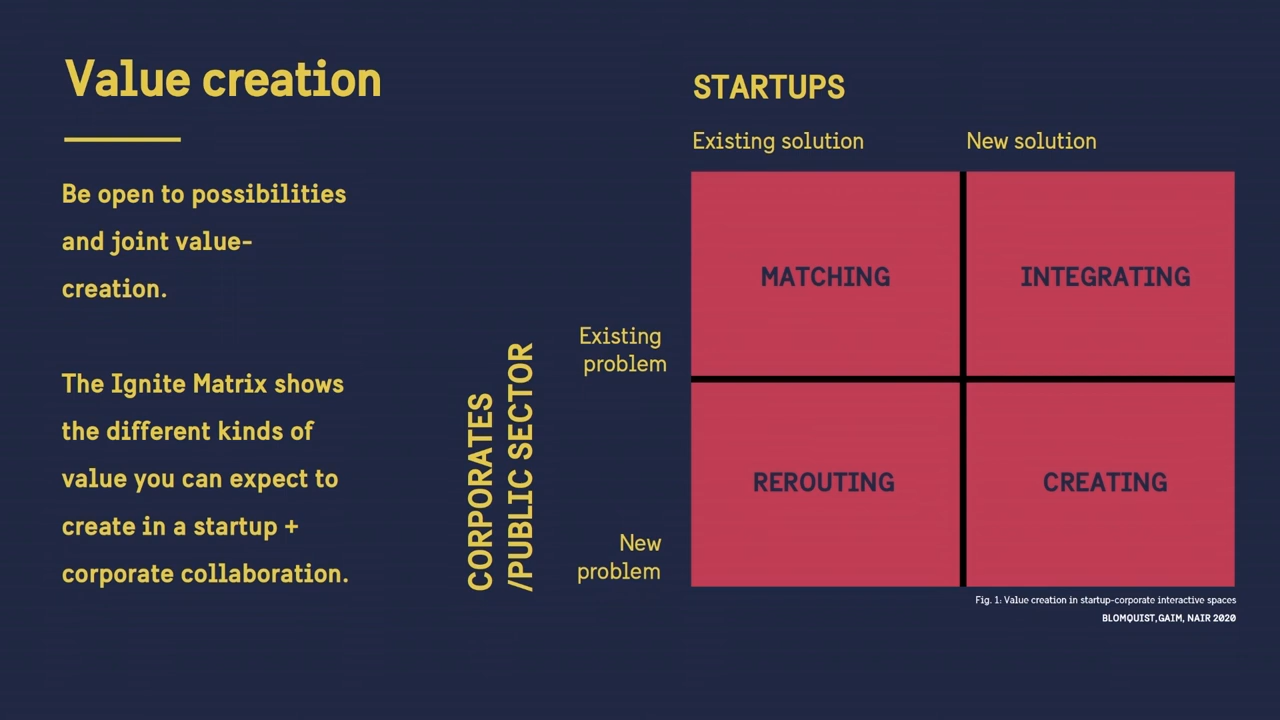 Value creation
Be open to possibilities
and joint value-
creation.
The Ignite Matrix shows
the different kinds of
value you can expect to
create in a startup +
corporate collaboration.
STARTUPS
Existing solution
New solution
CORPORATES
/PUBLIC SECTOR
Existing
problem
MATCHING
INTEGRATING
New
problem
REROUTING
CREATING
Fig. 1: Value creation in startup-corporate interactive spaces
BLOMQUIST,GAIM, NAIR 2020